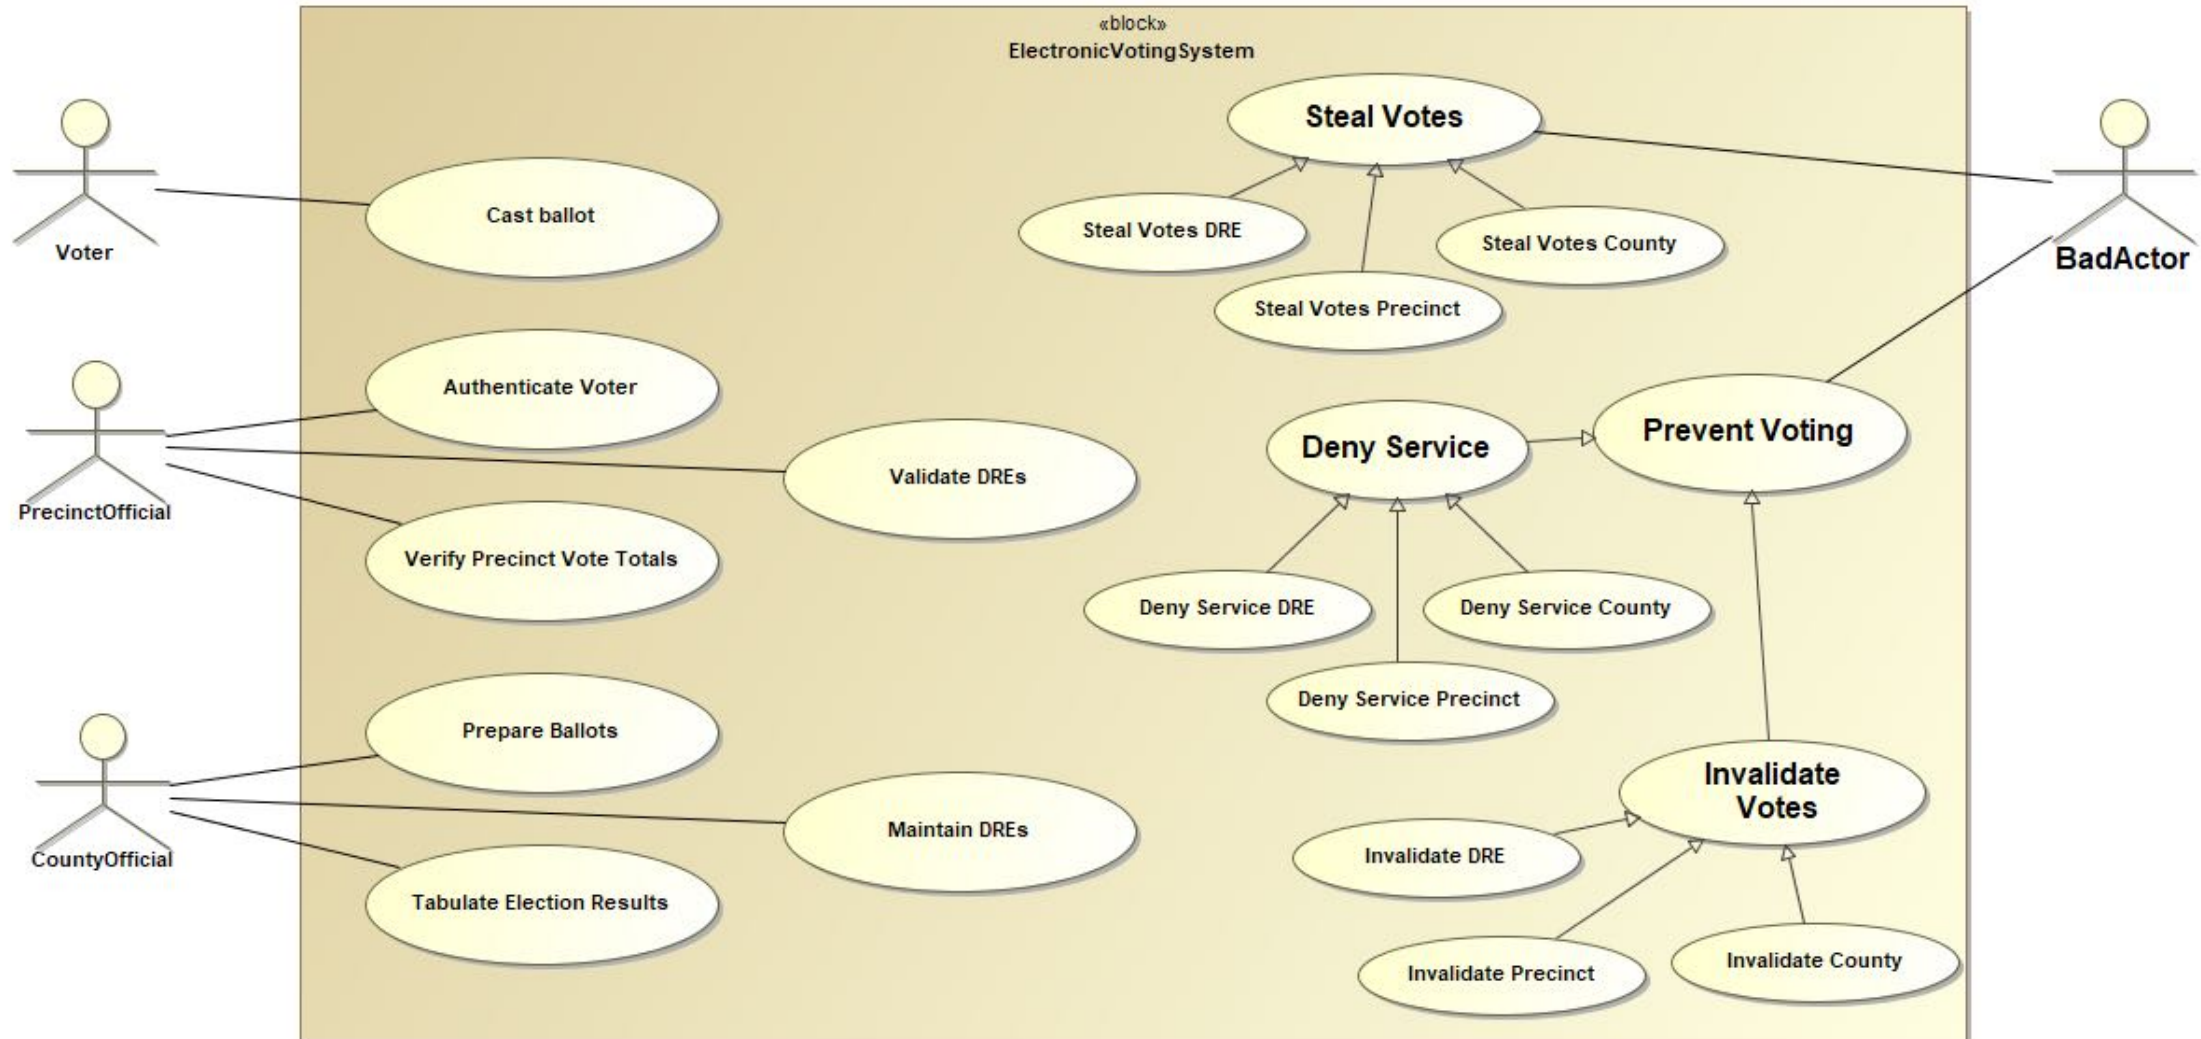 «block»
ElectronicVotingSystem
Voter
Cast ballot
Steal Votes
Steal Votes DRE
Steal Votes County
Steal Votes Precinct
BadActor
PrecinctOfficial
Authenticate Voter
Validate DREs
Verify Precinct Vote Totals
Deny Service
Prevent Voting
Deny Service DRE
Deny Service County
Deny Service Precinct
CountyOfficial
Prepare Ballots
Maintain DREs
Tabulate Election Results
Invalidate
Votes
Invalidate DRE
Invalidate Precinct
Invalidate County